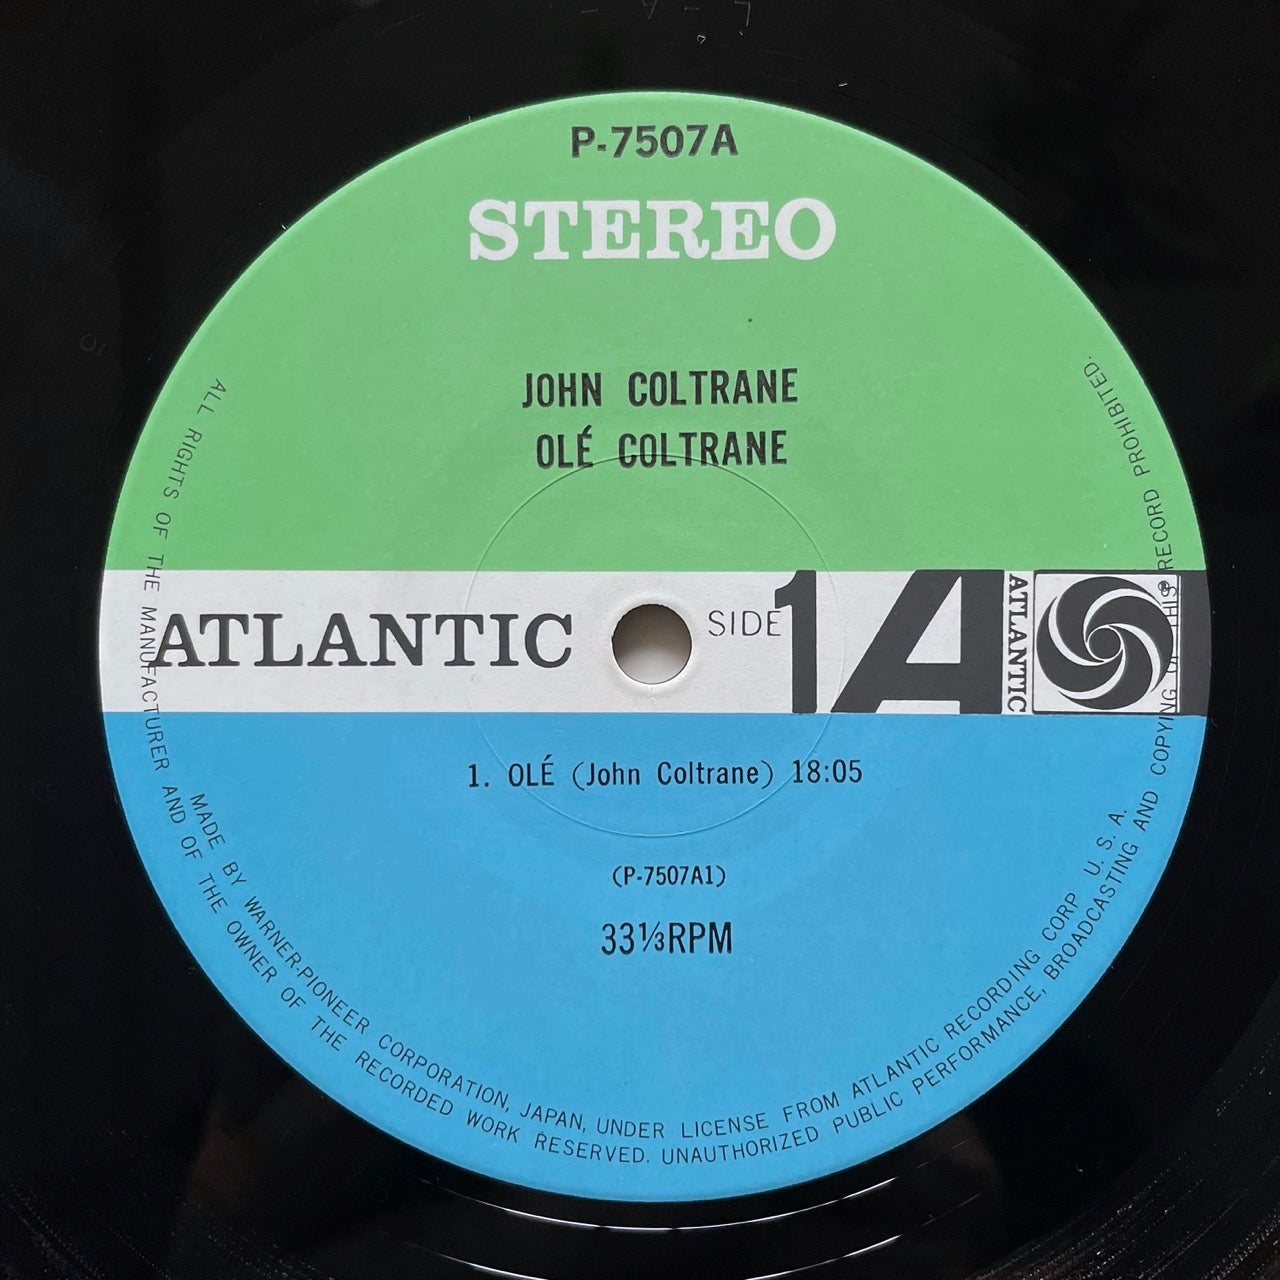 P-7507A
STEREO
JOHN COLTRANE
OLÉ COLTRANE
ATLANTIC
SIDE 1 A
ATLANTIC
®
1. OLÉ (John Coltrane) 18:05
(P-7507A1)
33⅓RPM
MADE BY WARNER-PIONEER CORPORATION, JAPAN, UNDER LICENSE FROM ATLANTIC RECORDING CORP U. S. A.
ALL RIGHTS OF THE MANUFACTURER AND OF THE OWNER OF THE RECORDED WORK RESERVED. UNAUTHORIZED PUBLIC PERFORMANCE, BROADCASTING AND COPYING OF THIS RECORD PROHIBITED.